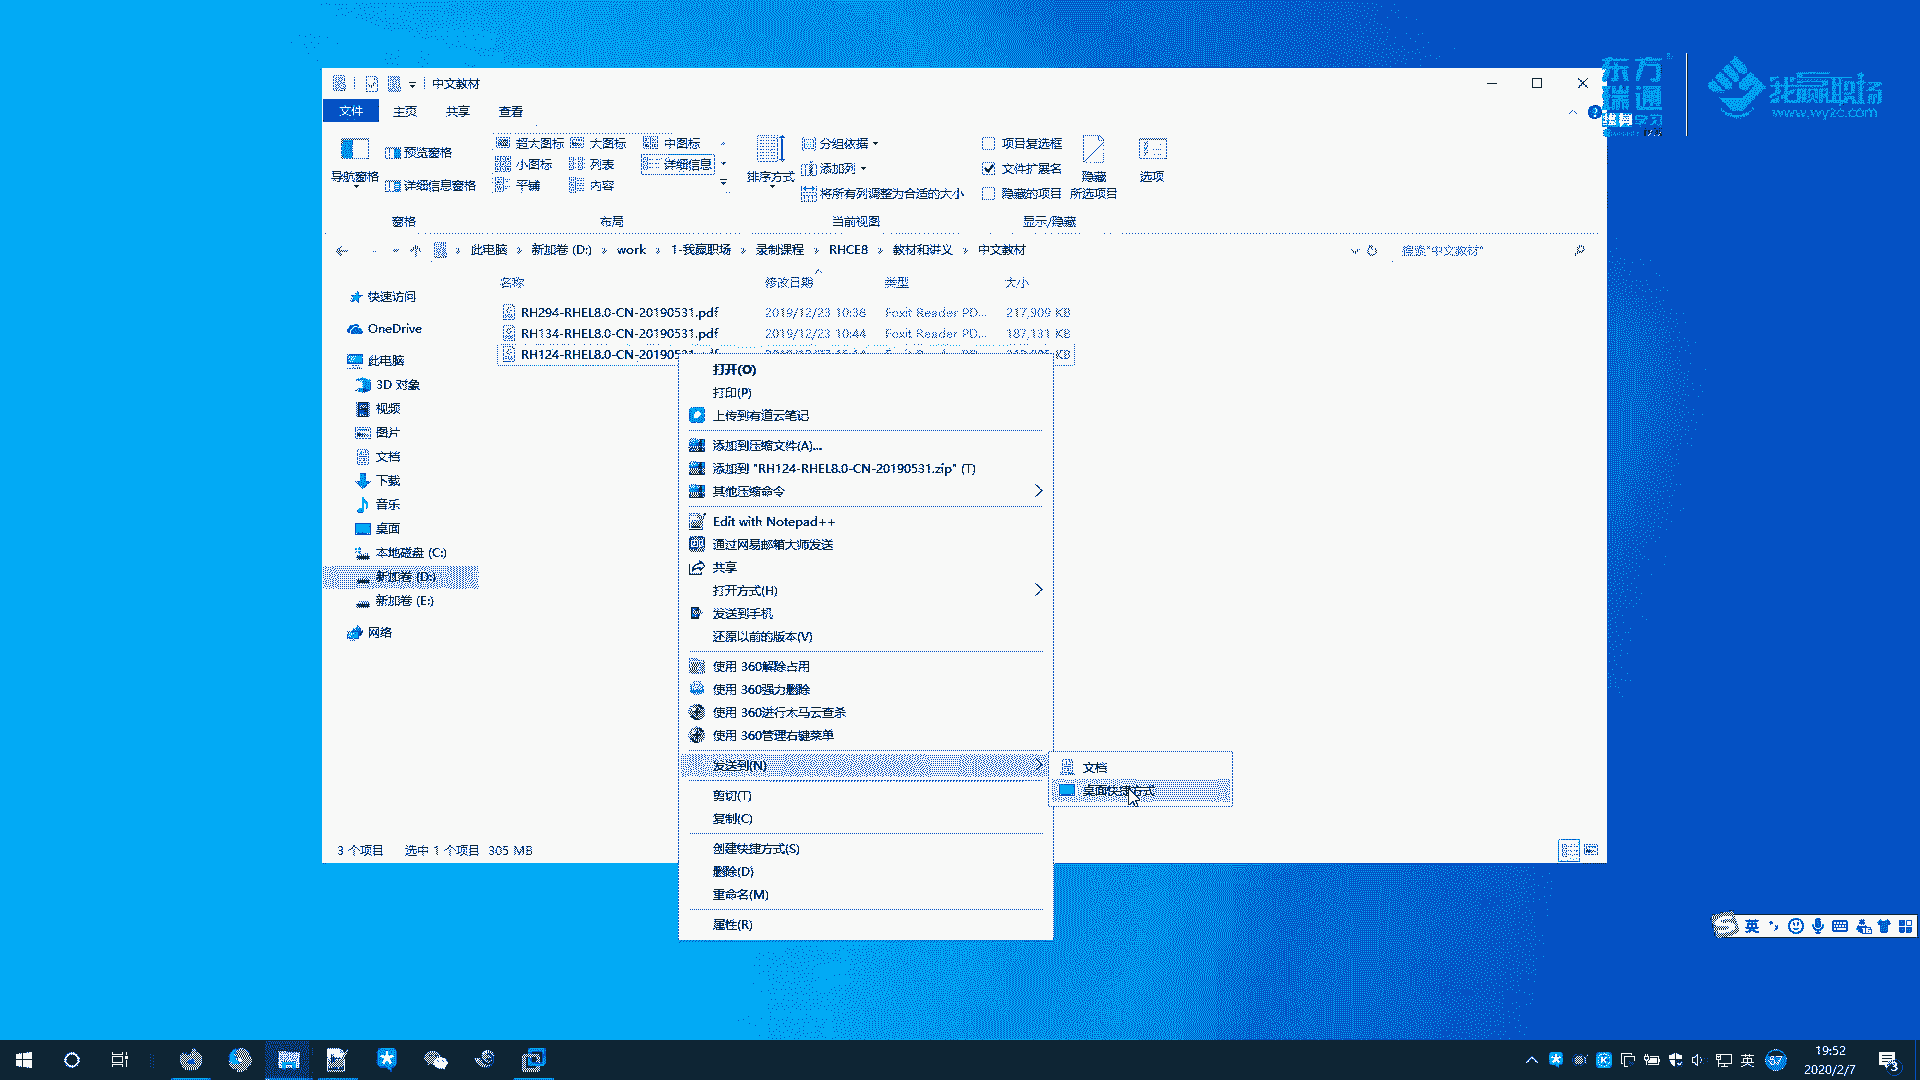 中文教材
文件 主页 共享 查看
东方瑞通
我赢职场
www.wyzc.com
导航窗格
预览窗格
详细信息窗格
超大图标 大图标 中图标
小图标 列表 详细信息
平铺 内容
排序方式
分组依据
添加列
将所有列调整为合适的大小
项目复选框
文件扩展名
隐藏的项目
隐藏
所选项目
选项
窗格 布局 当前视图 显示/隐藏
此电脑 新加卷 (D:) work 1-我赢职场 录制课程 RHCE8 教材和讲义 中文教材
搜索"中文教材"
名称 修改日期 类型 大小
RH294-RHEL8.0-CN-20190531.pdf 2019/12/23 10:36 Foxit Reader PD... 217,909 KB
RH134-RHEL8.0-CN-20190531.pdf 2019/12/23 10:44 Foxit Reader PD... 187,131 KB
RH124-RHEL8.0-CN-20190531.pdf KB
快速访问
OneDrive
此电脑
3D 对象
视频
图片
文档
下载
音乐
桌面
本地磁盘 (C:)
新加卷 (D:)
新加卷 (E:)
网络
打开(O)
打印(P)
上传到有道云笔记
添加到压缩文件(A)...
添加到 "RH124-RHEL8.0-CN-20190531.zip" (T)
其他压缩命令
Edit with Notepad++
通过网易邮箱大师发送
共享
打开方式(H)
发送到手机
还原以前的版本(V)
使用 360解除占用
使用 360强力删除
使用 360进行木马云查杀
使用 360管理右键菜单
发送到(N)
文档
桌面快捷方式
剪切(T)
复制(C)
创建快捷方式(S)
删除(D)
重命名(M)
属性(R)
3 个项目 选中 1 个项目 305 MB
英
英
67
19:52
2020/2/7
3